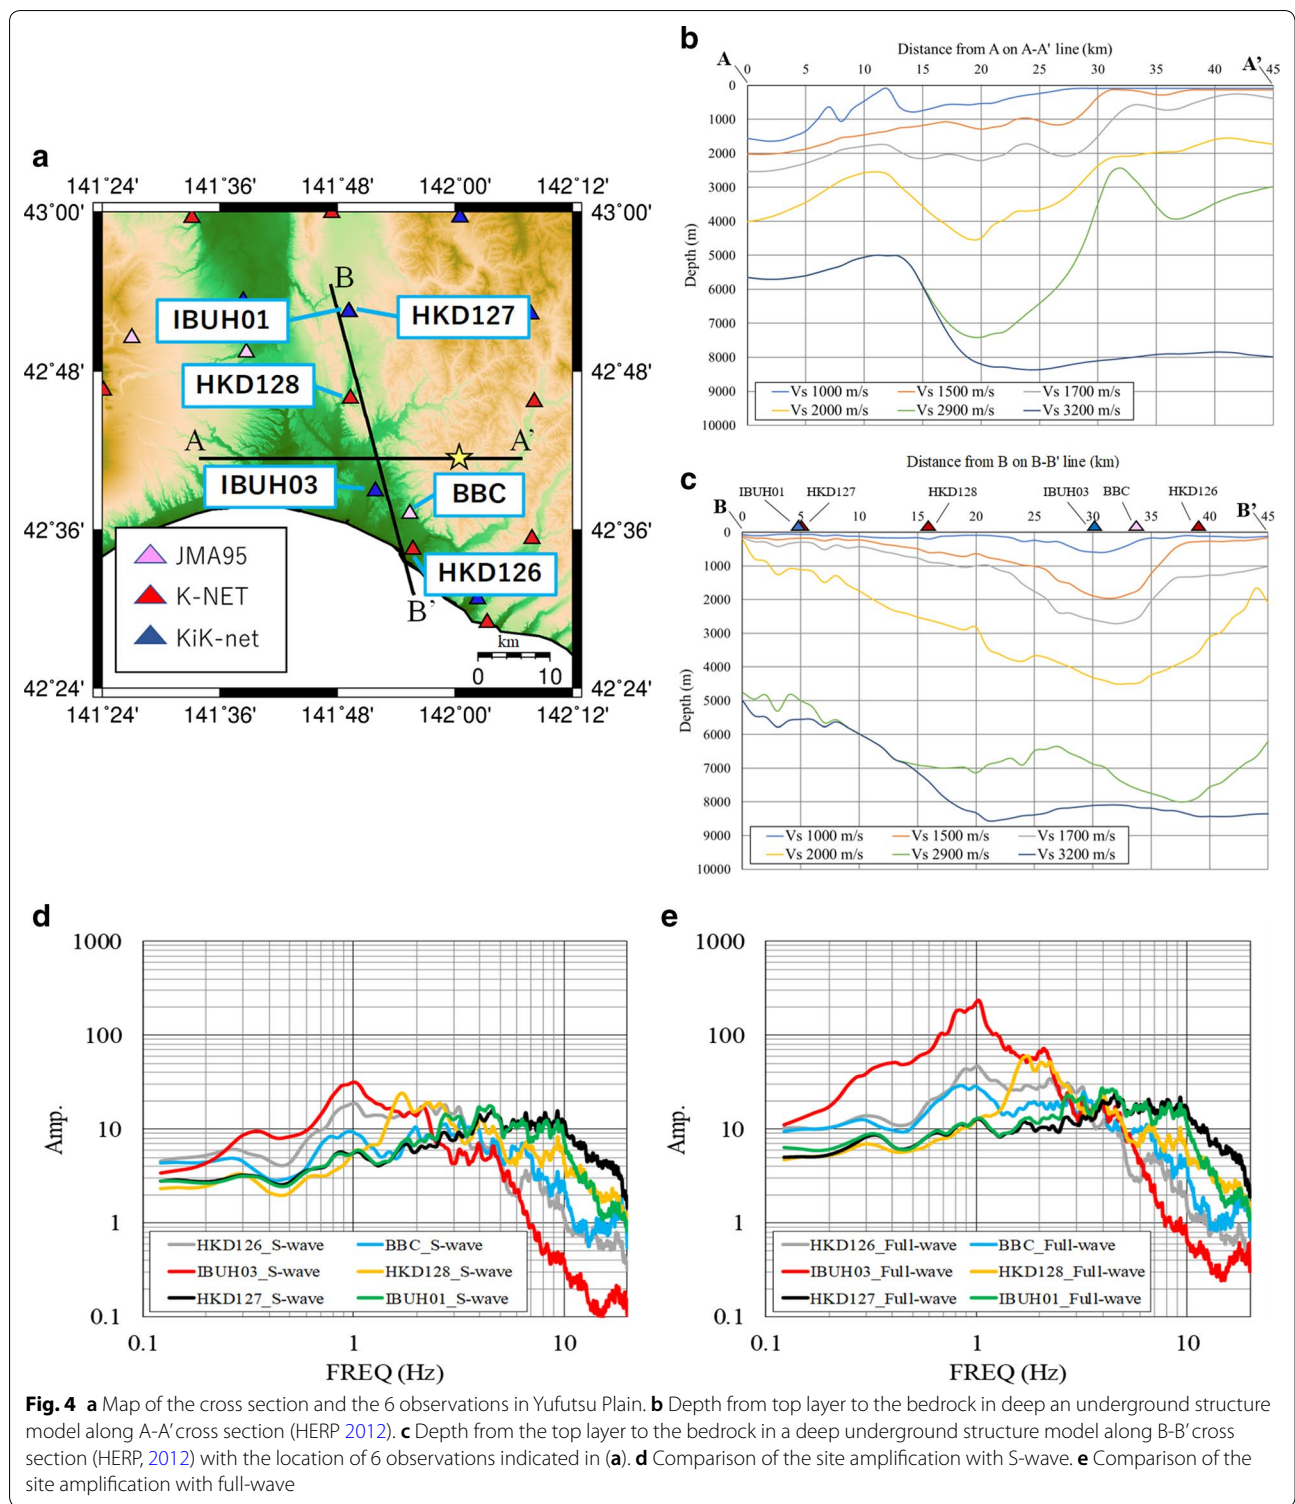 a
141°24' 141°36' 141°48' 142°00' 142°12'
43°00' 43°00'
B
IBUH01 HKD127
42°48' 42°48'
HKD128
A A'
IBUH03 BBC
42°36' 42°36'
HKD126
B'
JMA95
K-NET
KiK-net
km
0 10
42°24' 42°24'
141°24' 141°36' 141°48' 142°00' 142°12'
b
Distance from A on A-A' line (km)
A A'
0 5 10 15 20 25 30 35 40 45
0
1000
2000
3000
4000
5000
6000
7000
8000
9000
10000
Depth (m)
Vs 1000 m/s Vs 1500 m/s Vs 1700 m/s
Vs 2000 m/s Vs 2900 m/s Vs 3200 m/s
c
Distance from B on B-B' line (km)
IBUH01 HKD127 HKD128 IBUH03 BBC HKD126
B B'
0 5 10 15 20 25 30 35 40 45
0
1000
2000
3000
4000
5000
6000
7000
8000
9000
10000
Depth (m)
Vs 1000 m/s Vs 1500 m/s Vs 1700 m/s
Vs 2000 m/s Vs 2900 m/s Vs 3200 m/s
d
1000
100
10
1
0.1
Amp.
HKD126_S-wave BBC_S-wave
IBUH03_S-wave HKD128_S-wave
HKD127_S-wave IBUH01_S-wave
0.1 1 10
FREQ (Hz)
e
1000
100
10
1
0.1
Amp.
HKD126_Full-wave BBC_Full-wave
IBUH03_Full-wave HKD128_Full-wave
HKD127_Full-wave IBUH01_Full-wave
0.1 1 10
FREQ (Hz)
Fig. 4 a Map of the cross section and the 6 observations in Yufutsu Plain. b Depth from top layer to the bedrock in deep an underground structure
model along A-A' cross section (HERP 2012). c Depth from the top layer to the bedrock in a deep underground structure model along B-B' cross
section (HERP, 2012) with the location of 6 observations indicated in (a). d Comparison of the site amplification with S-wave. e Comparison of the
site amplification with full-wave